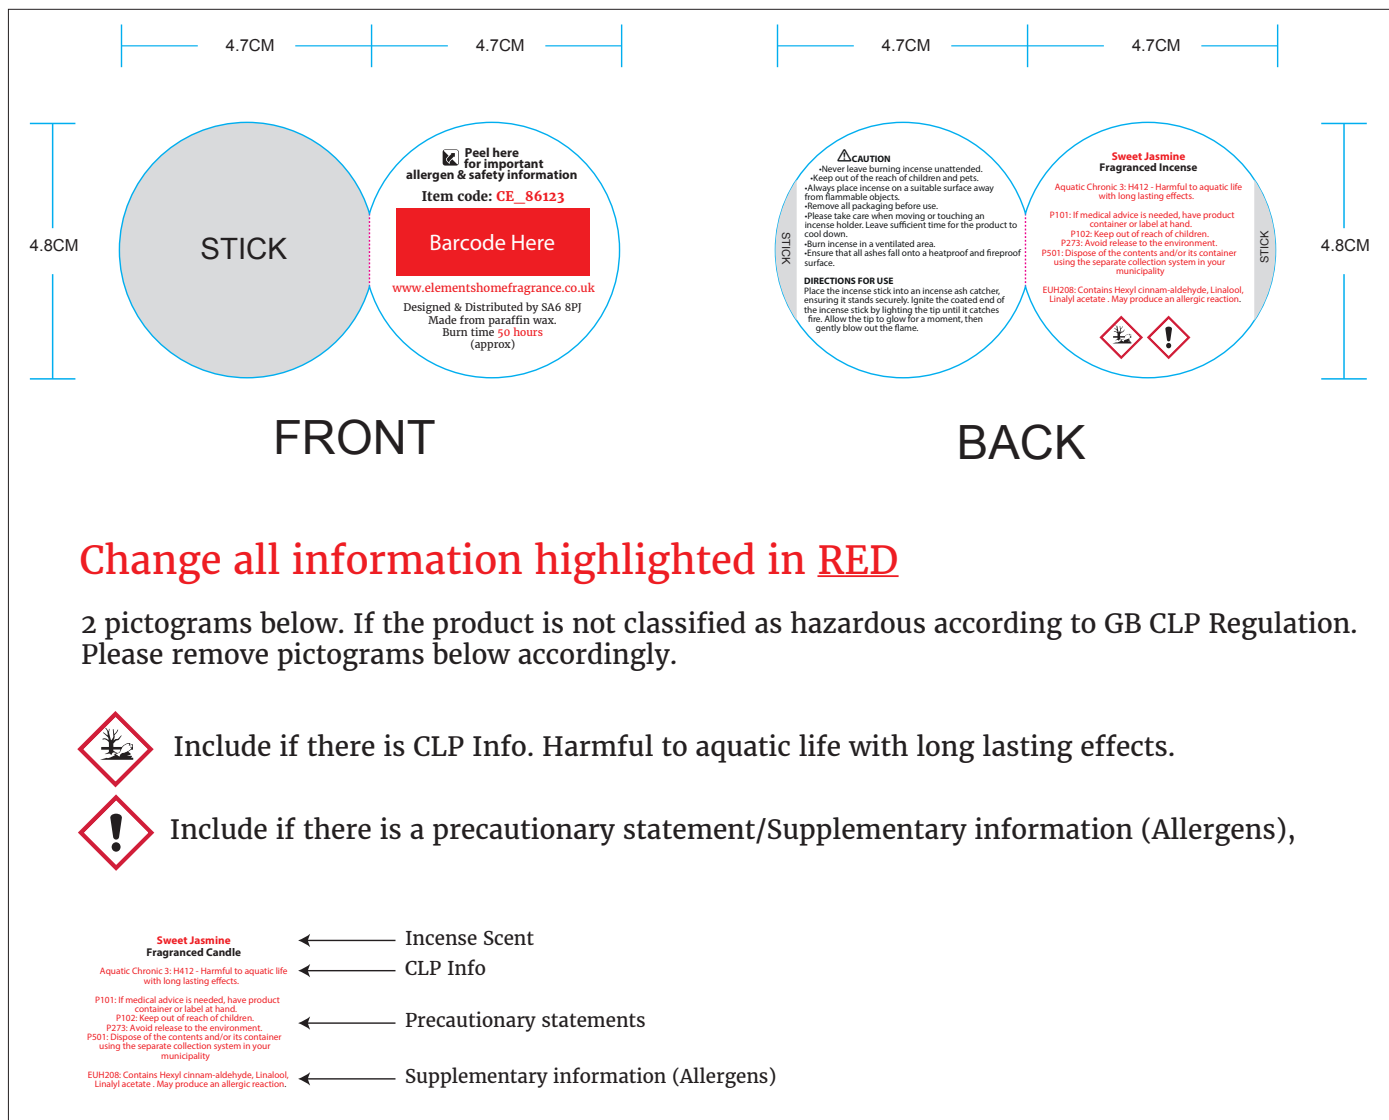 4.7CM
4.7CM
4.7CM
4.7CM
4.8CM
4.8CM
STICK
Peel here
for important
allergen & safety information
Item code: CE_86123
Barcode Here
www.elementshomefragrance.co.uk
Designed & Distributed by SA6 8PJ
Made from paraffin wax.
Burn time 50 hours
(approx)
FRONT
STICK
CAUTION
•Never leave burning incense unattended.
•Keep out of the reach of children and pets.
•Always place incense on a suitable surface away
from flammable objects.
•Remove all packaging before use.
•Please take care when moving or touching an
incense holder. Leave sufficient time for the product to
cool down.
•Burn incense in a ventilated area.
•Ensure that all ashes fall onto a heatproof and fireproof
surface.
DIRECTIONS FOR USE
Place the incense stick into an incense ash catcher,
ensuring it stands securely. Ignite the coated end of
the incense stick by lighting the tip until it catches
fire. Allow the tip to glow for a moment, then
gently blow out the flame.
Sweet Jasmine
Fragranced Incense
Aquatic Chronic 3: H412 - Harmful to aquatic life
with long lasting effects.
P101: If medical advice is needed, have product
container or label at hand.
P102: Keep out of reach of children.
P273: Avoid release to the environment.
P501: Dispose of the contents and/or its container
using the separate collection system in your
municipality
EUH208: Contains Hexyl cinnam-aldehyde, Linalool,
Linalyl acetate . May produce an allergic reaction.
STICK
BACK
Change all information highlighted in RED
2 pictograms below. If the product is not classified as hazardous according to GB CLP Regulation.
Please remove pictograms below accordingly.
Include if there is CLP Info. Harmful to aquatic life with long lasting effects.
Include if there is a precautionary statement/Supplementary information (Allergens),
Sweet Jasmine
Fragranced Candle
Aquatic Chronic 3: H412 - Harmful to aquatic life
with long lasting effects.
P101: If medical advice is needed, have product
container or label at hand.
P102: Keep out of reach of children.
P273: Avoid release to the environment.
P501: Dispose of the contents and/or its container
using the separate collection system in your
municipality
EUH208: Contains Hexyl cinnam-aldehyde, Linalool,
Linalyl acetate . May produce an allergic reaction.
Incense Scent
CLP Info
Precautionary statements
Supplementary information (Allergens)